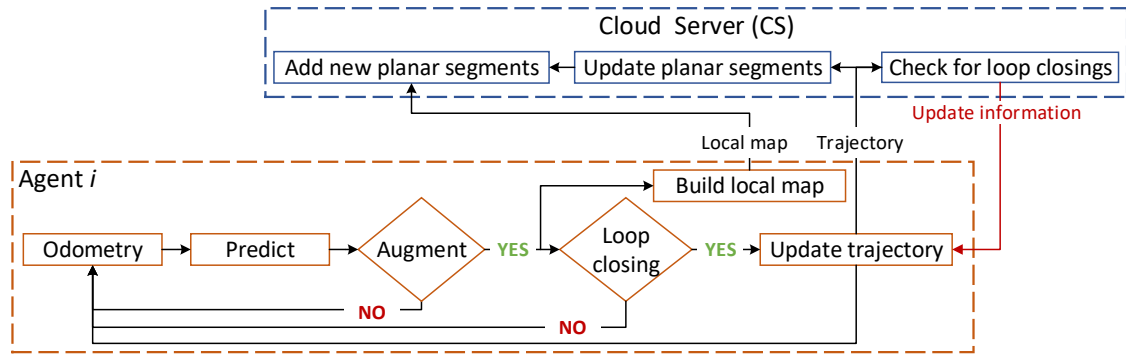 Cloud Server (CS)
Add new planar segments
Update planar segments
Check for loop closings
Update information
Local map
Trajectory
Agent i
Build local map
Odometry
Predict
Augment
YES
Loop
closing
YES
Update trajectory
NO
NO